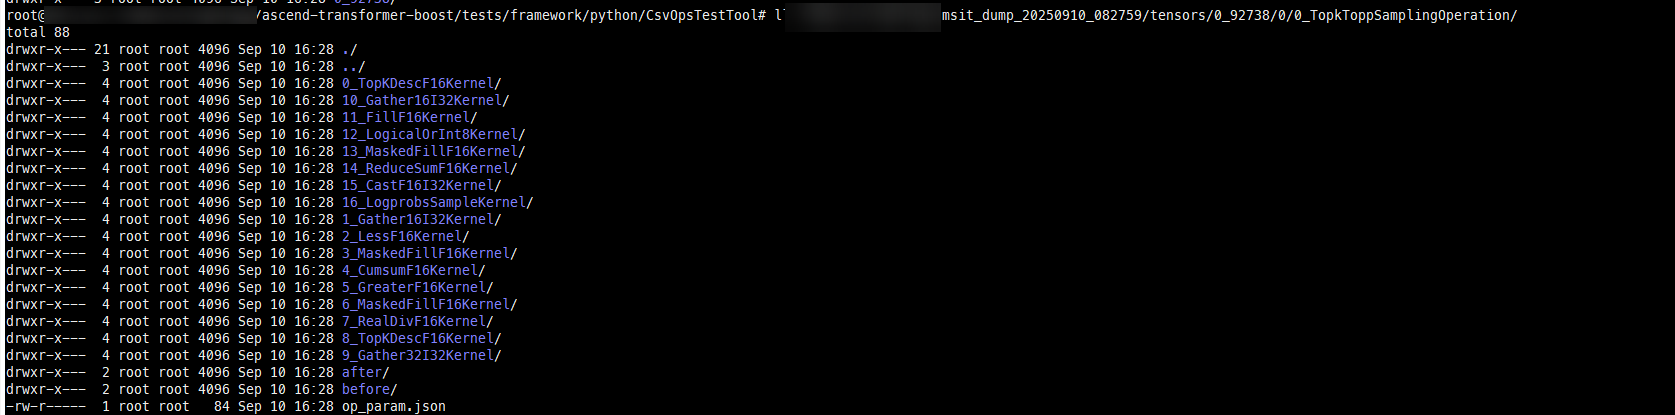 root@ /ascend-transformer-boost/tests/framework/python/CsvOpsTestTool# ll msit_dump_20250910_082759/tensors/0_92738/0/0_TopkToppSamplingOperation/
total 88
drwxr-x--- 21 root root 4096 Sep 10 16:28 ./
drwxr-x---  3 root root 4096 Sep 10 16:28 ../
drwxr-x---  4 root root 4096 Sep 10 16:28 0_TopKDescF16Kernel/
drwxr-x---  4 root root 4096 Sep 10 16:28 10_Gather16I32Kernel/
drwxr-x---  4 root root 4096 Sep 10 16:28 11_FillF16Kernel/
drwxr-x---  4 root root 4096 Sep 10 16:28 12_LogicalOrInt8Kernel/
drwxr-x---  4 root root 4096 Sep 10 16:28 13_MaskedFillF16Kernel/
drwxr-x---  4 root root 4096 Sep 10 16:28 14_ReduceSumF16Kernel/
drwxr-x---  4 root root 4096 Sep 10 16:28 15_CastF16I32Kernel/
drwxr-x---  4 root root 4096 Sep 10 16:28 16_LogprobsSampleKernel/
drwxr-x---  4 root root 4096 Sep 10 16:28 1_Gather16I32Kernel/
drwxr-x---  4 root root 4096 Sep 10 16:28 2_LessF16Kernel/
drwxr-x---  4 root root 4096 Sep 10 16:28 3_MaskedFillF16Kernel/
drwxr-x---  4 root root 4096 Sep 10 16:28 4_CumsumF16Kernel/
drwxr-x---  4 root root 4096 Sep 10 16:28 5_GreaterF16Kernel/
drwxr-x---  4 root root 4096 Sep 10 16:28 6_MaskedFillF16Kernel/
drwxr-x---  4 root root 4096 Sep 10 16:28 7_RealDivF16Kernel/
drwxr-x---  4 root root 4096 Sep 10 16:28 8_TopKDescF16Kernel/
drwxr-x---  4 root root 4096 Sep 10 16:28 9_Gather32I32Kernel/
drwxr-x---  2 root root 4096 Sep 10 16:28 after/
drwxr-x---  2 root root 4096 Sep 10 16:28 before/
-rw-r-----  1 root root   84 Sep 10 16:28 op_param.json